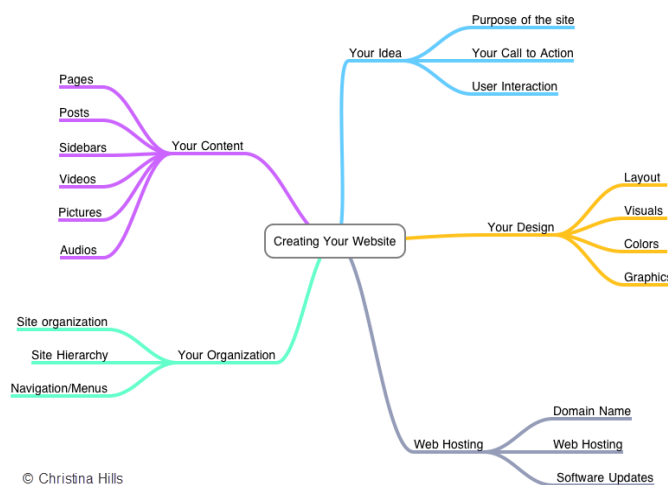 Creating Your Website
Your Idea
Purpose of the site
Your Call to Action
User Interaction
Your Design
Layout
Visuals
Colors
Graphics
Web Hosting
Domain Name
Web Hosting
Software Updates
Your Organization
Site organization
Site Hierarchy
Navigation/Menus
Your Content
Pages
Posts
Sidebars
Videos
Pictures
Audios
© Christina Hills